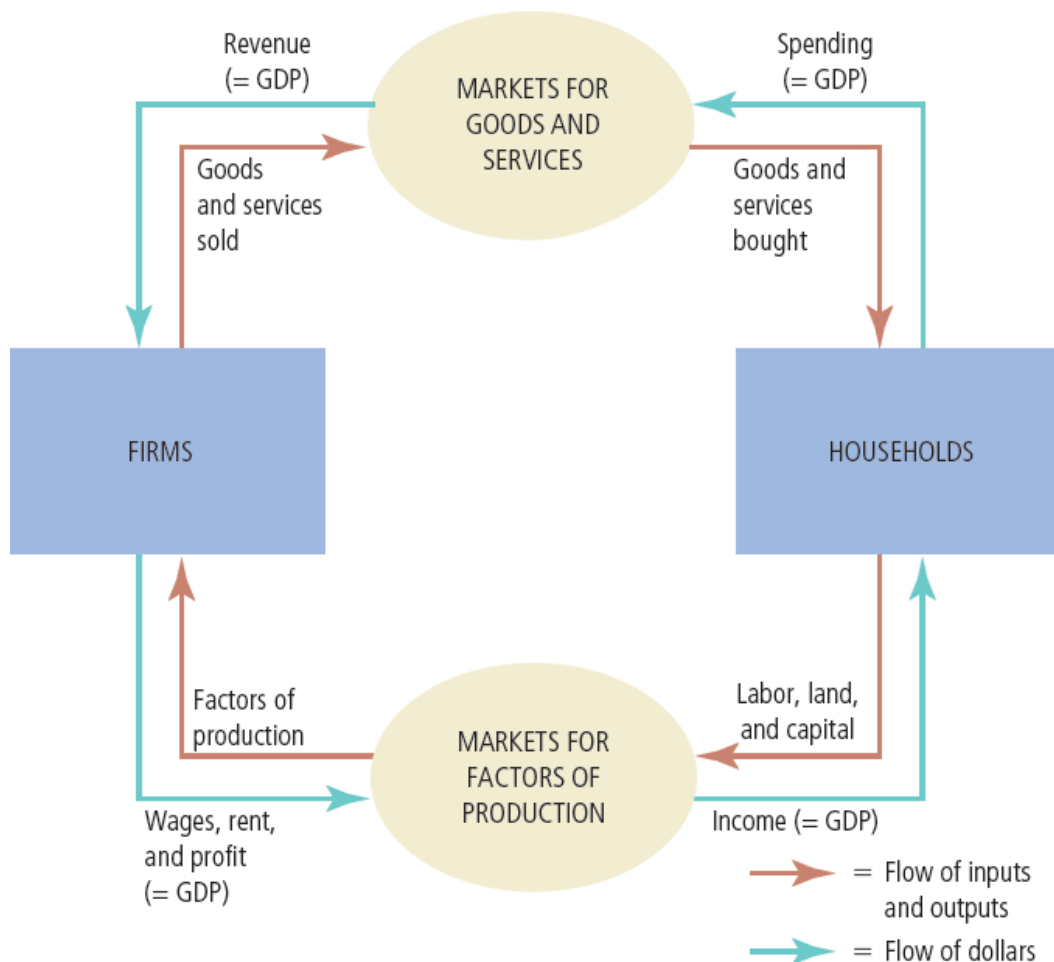 Revenue
(= GDP)
Spending
(= GDP)
MARKETS FOR
GOODS AND
SERVICES
Goods
and services
sold
Goods and
services
bought
FIRMS
HOUSEHOLDS
Factors of
production
Labor, land,
and capital
MARKETS FOR
FACTORS OF
PRODUCTION
Wages, rent,
and profit
(= GDP)
Income (= GDP)
= Flow of inputs
and outputs
= Flow of dollars